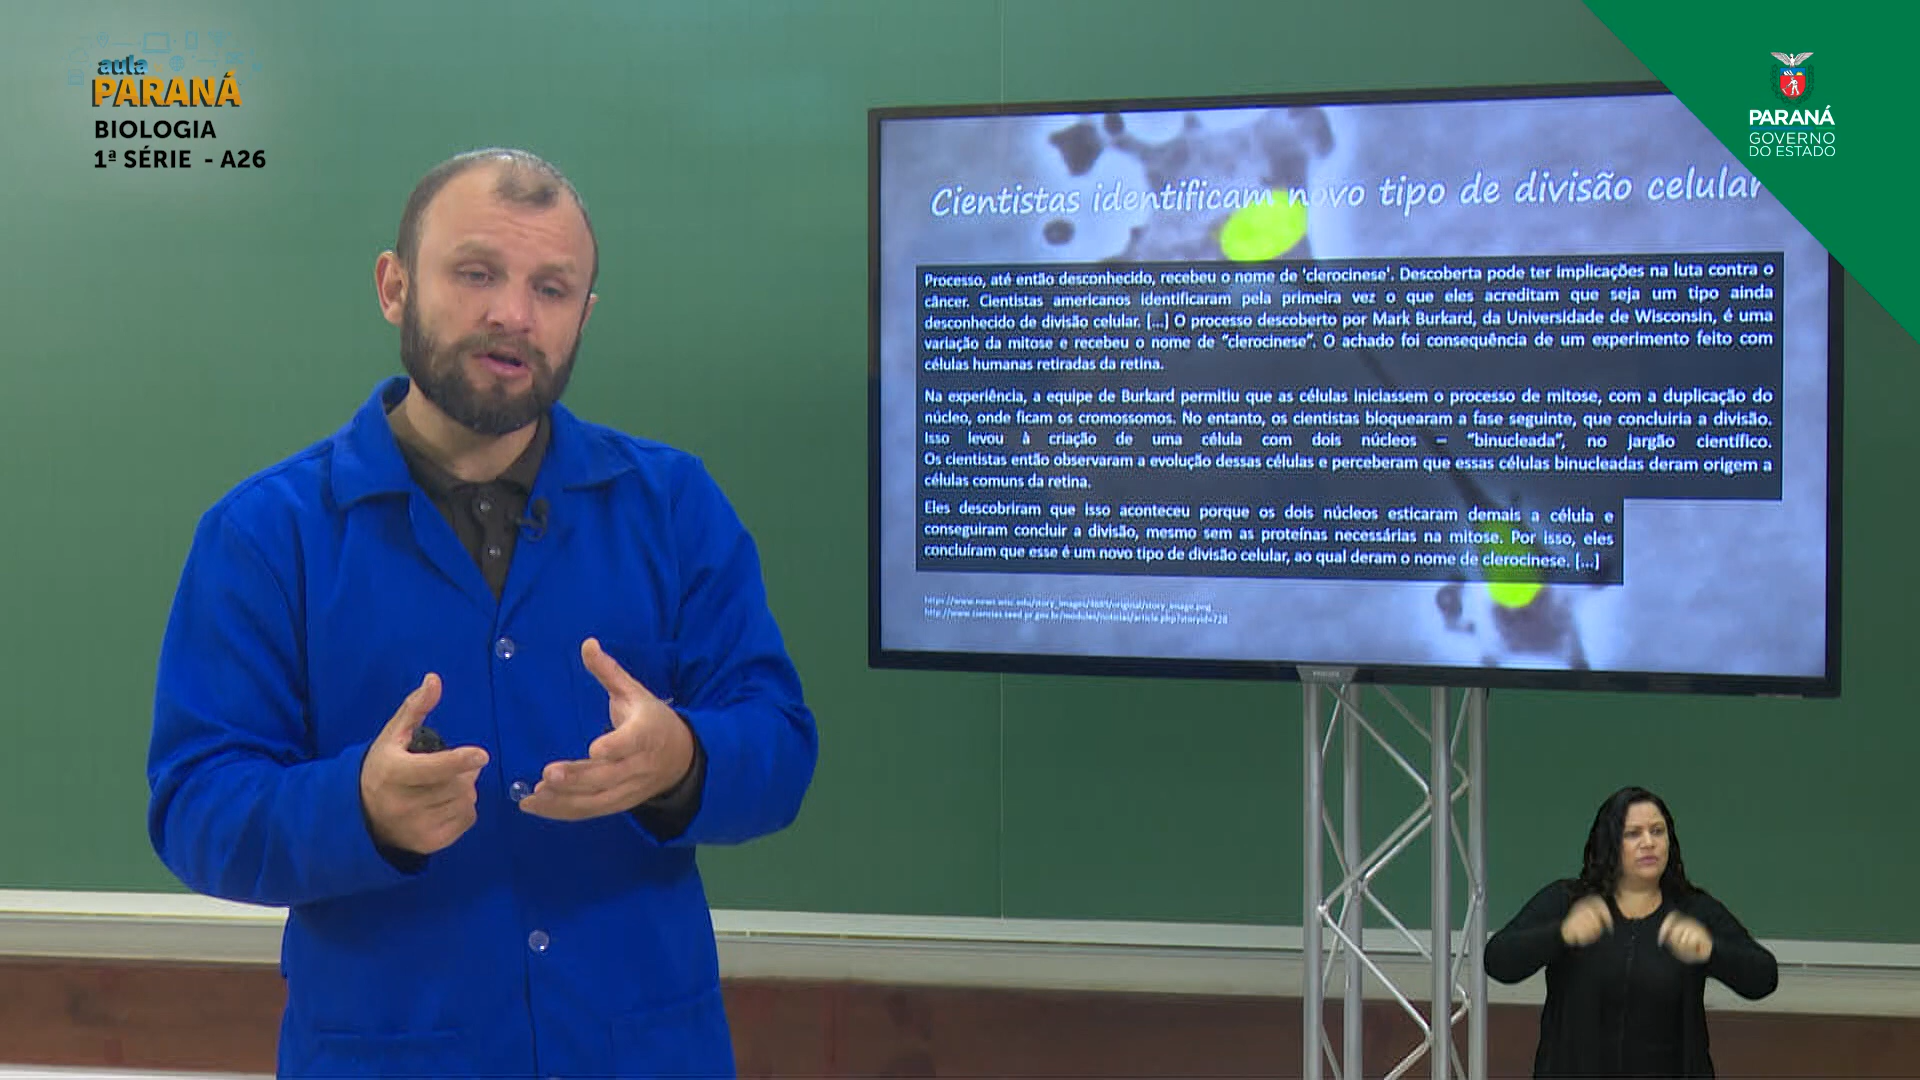 aula
PARANÁ
BIOLOGIA
1ª SÉRIE - A26
PARANÁ
GOVERNO
DO ESTADO
Cientistas identificam novo tipo de divisão celular
Processo, até então desconhecido, recebeu o nome de 'clerocinese'. Descoberta pode ter implicações na luta contra o
câncer. Cientistas americanos identificaram pela primeira vez o que eles acreditam que seja um tipo ainda
desconhecido de divisão celular. [...] O processo descoberto por Mark Burkard, da Universidade de Wisconsin, é uma
variação da mitose e recebeu o nome de “clerocinese”. O achado foi consequência de um experimento feito com
células humanas retiradas da retina.
Na experiência, a equipe de Burkard permitiu que as células iniciassem o processo de mitose, com a duplicação do
núcleo, onde ficam os cromossomos. No entanto, os cientistas bloquearam a fase seguinte, que concluiria a divisão.
Isso levou à criação de uma célula com dois núcleos – “binucleada”, no jargão científico.
Os cientistas então observaram a evolução dessas células e perceberam que essas células binucleadas deram origem a
células comuns da retina.
Eles descobriram que isso aconteceu porque os dois núcleos esticaram demais a célula e
conseguiram concluir a divisão, mesmo sem as proteínas necessárias na mitose. Por isso, eles
concluíram que esse é um novo tipo de divisão celular, ao qual deram o nome de clerocinese. [...]